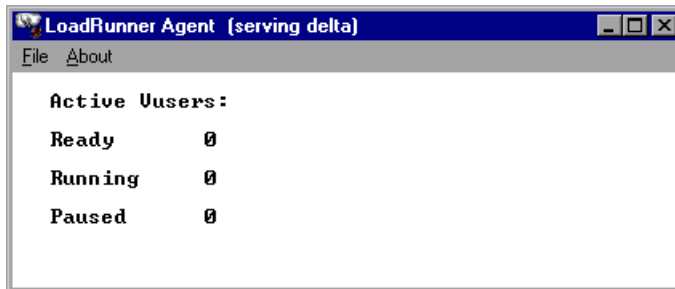 LoadRunner Agent (serving delta)
File About
Active Vusers:
Ready 0
Running 0
Paused 0